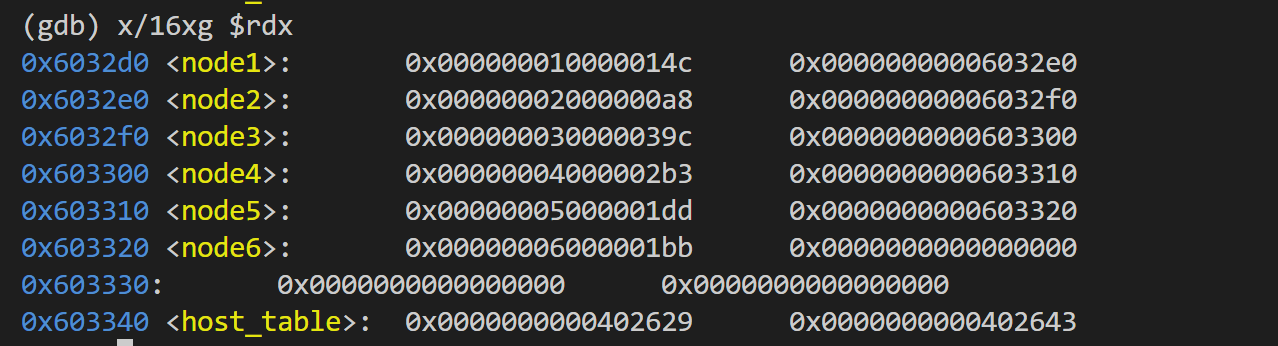 (gdb) x/16xg $rdx
0x6032d0 <node1>: 0x000000010000014c 0x00000000006032e0
0x6032e0 <node2>: 0x00000002000000a8 0x00000000006032f0
0x6032f0 <node3>: 0x000000030000039c 0x0000000000603300
0x603300 <node4>: 0x00000004000002b3 0x0000000000603310
0x603310 <node5>: 0x00000005000001dd 0x0000000000603320
0x603320 <node6>: 0x00000006000001bb 0x0000000000000000
0x603330: 0x0000000000000000 0x0000000000000000
0x603340 <host_table>: 0x0000000000402629 0x0000000000402643